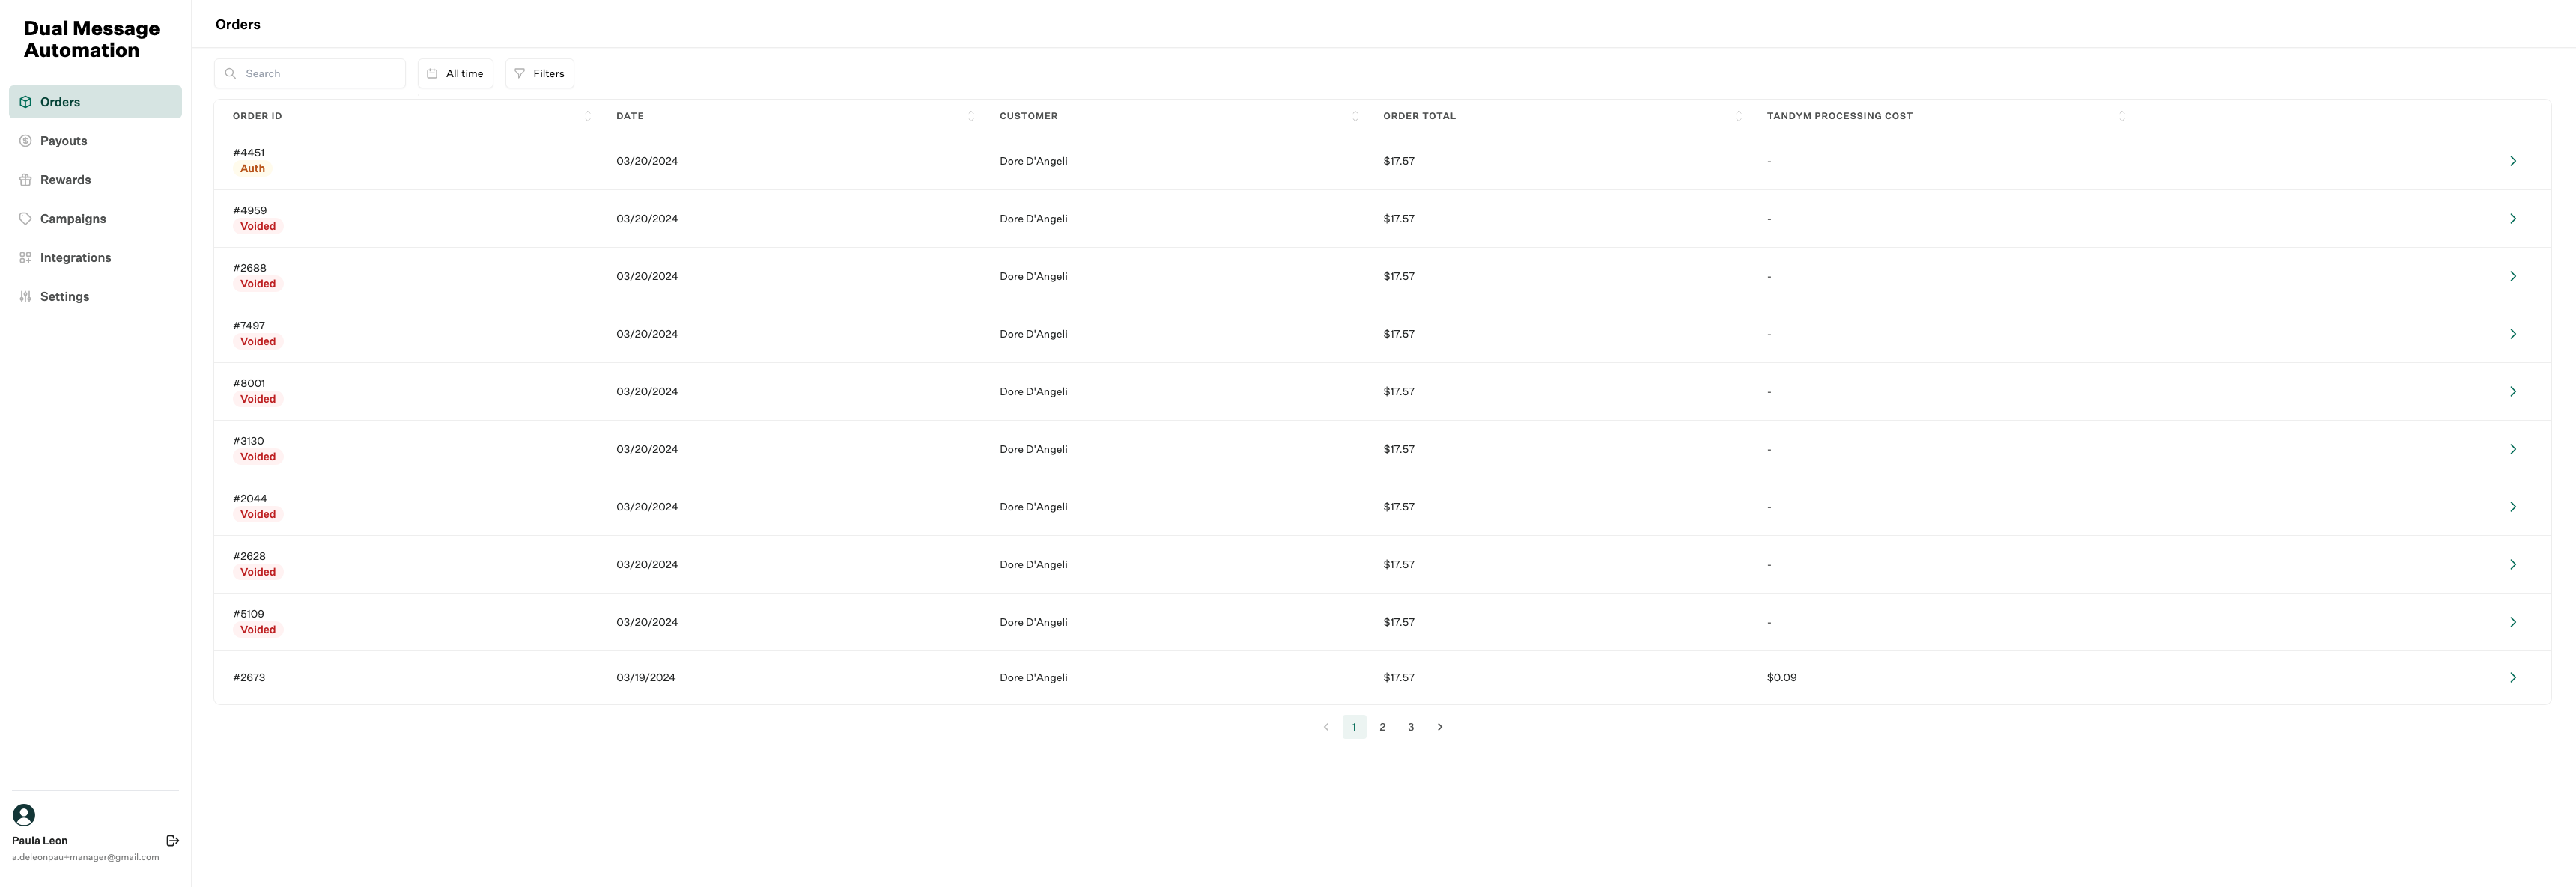 Dual Message
Automation
Orders
Payouts
Rewards
Campaigns
Integrations
Settings
Paula Leon
a.deleonpau+manager@gmail.com
Orders
Search All time Filters
ORDER ID DATE CUSTOMER ORDER TOTAL TANDYM PROCESSING COST
#4451
Auth
03/20/2024 Dore D'Angeli $17.57 -
#4959
Voided
03/20/2024 Dore D'Angeli $17.57 -
#2688
Voided
03/20/2024 Dore D'Angeli $17.57 -
#7497
Voided
03/20/2024 Dore D'Angeli $17.57 -
#8001
Voided
03/20/2024 Dore D'Angeli $17.57 -
#3130
Voided
03/20/2024 Dore D'Angeli $17.57 -
#2044
Voided
03/20/2024 Dore D'Angeli $17.57 -
#2628
Voided
03/20/2024 Dore D'Angeli $17.57 -
#5109
Voided
03/20/2024 Dore D'Angeli $17.57 -
#2673 03/19/2024 Dore D'Angeli $17.57 $0.09
1 2 3